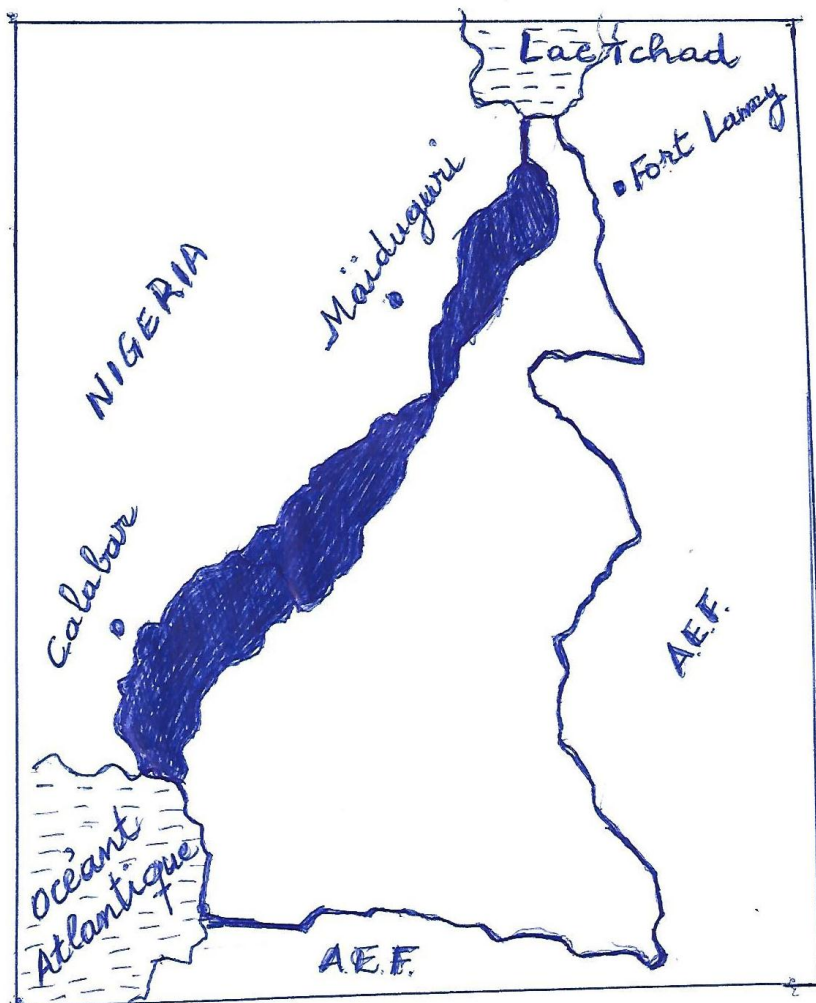 Lac Tchad
Fort Lamy
Maïduguri
NIGERIA
Calabar
A.E.F.
océant
Atlantique
A.E.F.